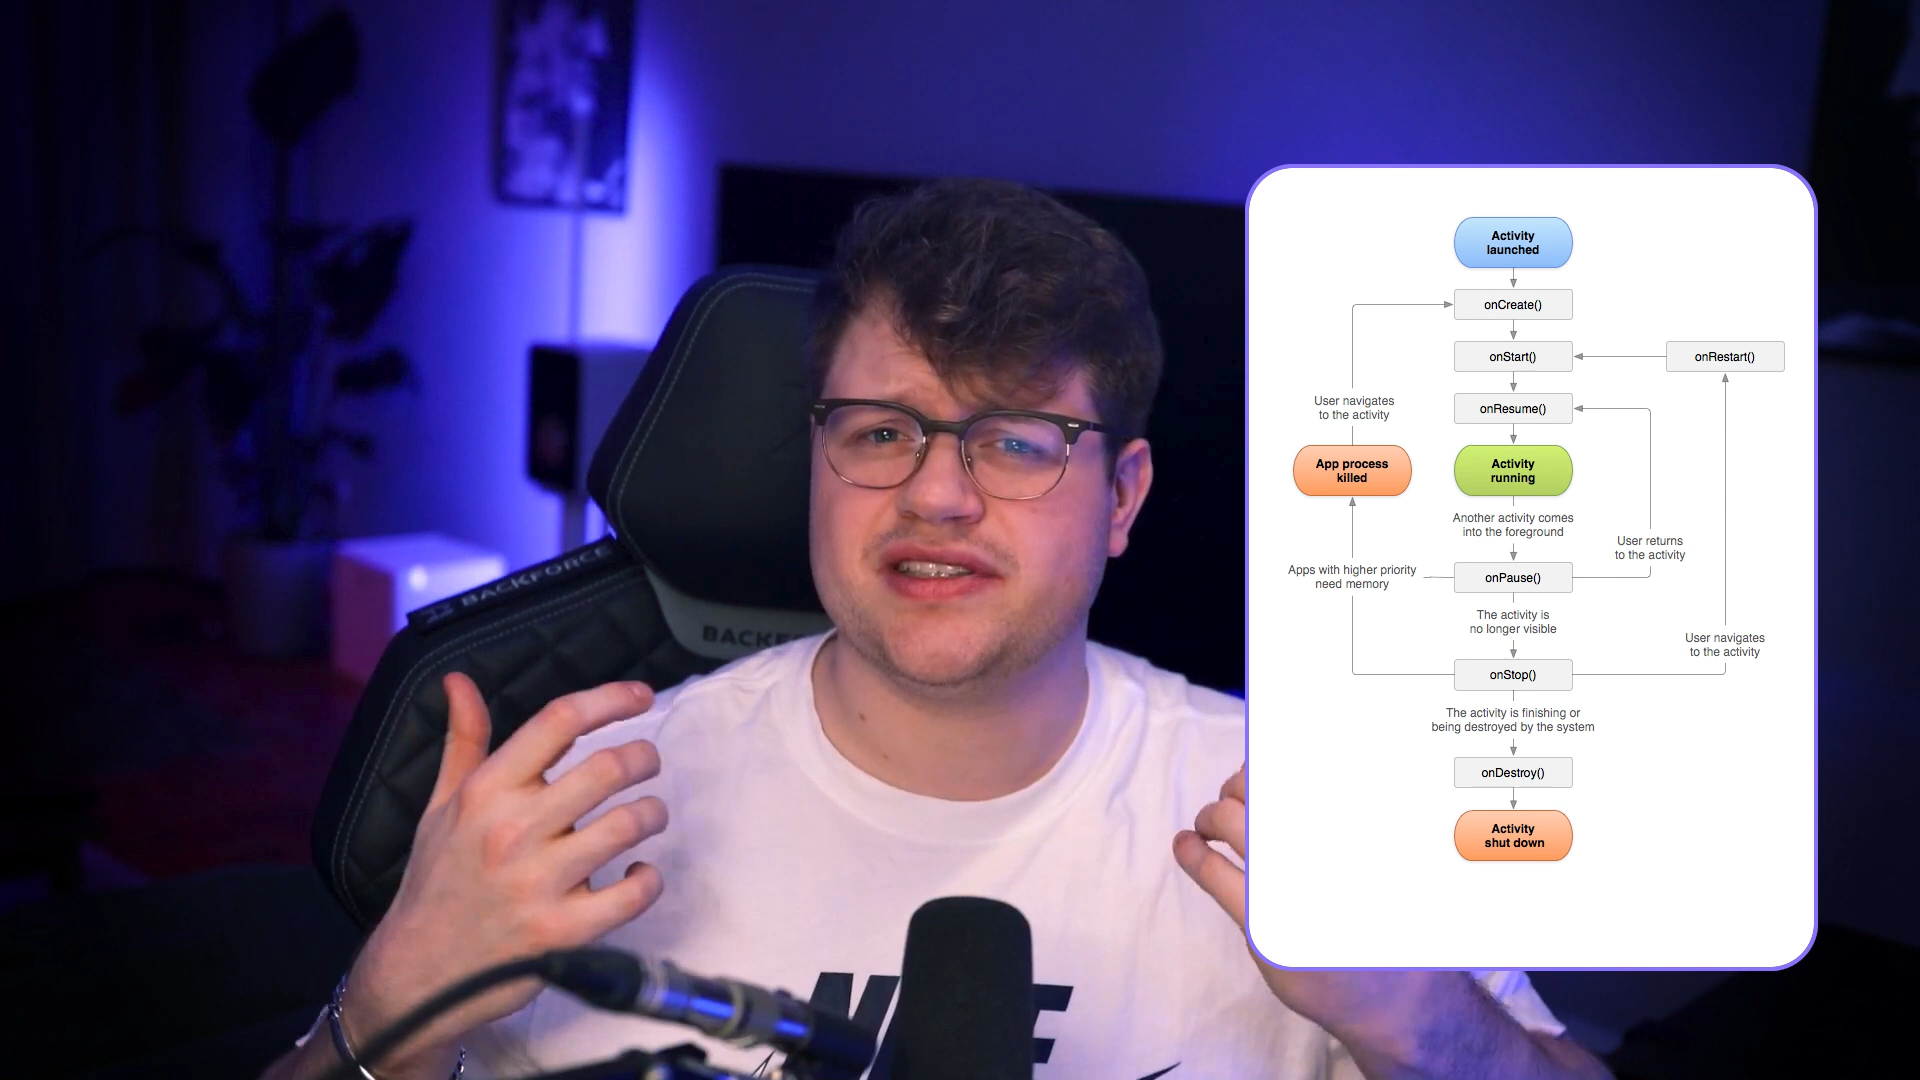 BACKFORCE
BACKF
Activity
launched
onCreate()
onStart()
onRestart()
onResume()
User navigates
to the activity
App process
killed
Activity
running
Another activity comes
into the foreground
User returns
to the activity
Apps with higher priority
need memory
onPause()
The activity is
no longer visible
User navigates
to the activity
onStop()
The activity is finishing or
being destroyed by the system
onDestroy()
Activity
shut down